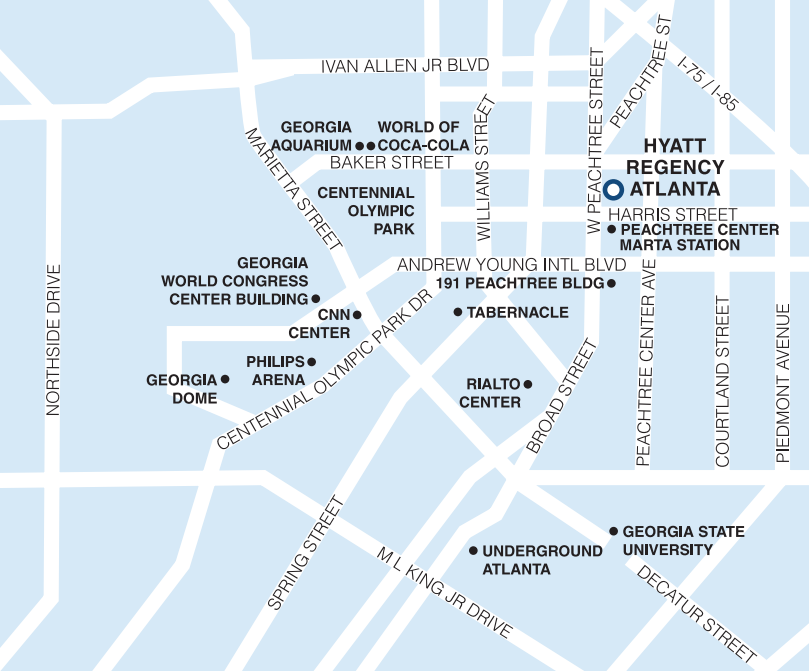 IVAN ALLEN JR BLVD
PEACHTREE ST
I-75 / I-85
W PEACHTREE STREET
WILLIAMS STREET
MARIETTA STREET
GEORGIA
AQUARIUM
WORLD OF
COCA-COLA
BAKER STREET
HYATT
REGENCY
ATLANTA
CENTENNIAL
OLYMPIC
PARK
HARRIS STREET
PEACHTREE CENTER
MARTA STATION
ANDREW YOUNG INTL BLVD
191 PEACHTREE BLDG
GEORGIA
WORLD CONGRESS
CENTER BUILDING
CNN
CENTER
TABERNACLE
NORTHSIDE DRIVE
CENTENNIAL OLYMPIC PARK DR
PHILIPS
ARENA
GEORGIA
DOME
RIALTO
CENTER
BROAD STREET
PEACHTREE CENTER AVE
COURTLAND STREET
PIEDMONT AVENUE
SPRING STREET
M L KING JR DRIVE
UNDERGROUND
ATLANTA
GEORGIA STATE
UNIVERSITY
DECATUR STREET